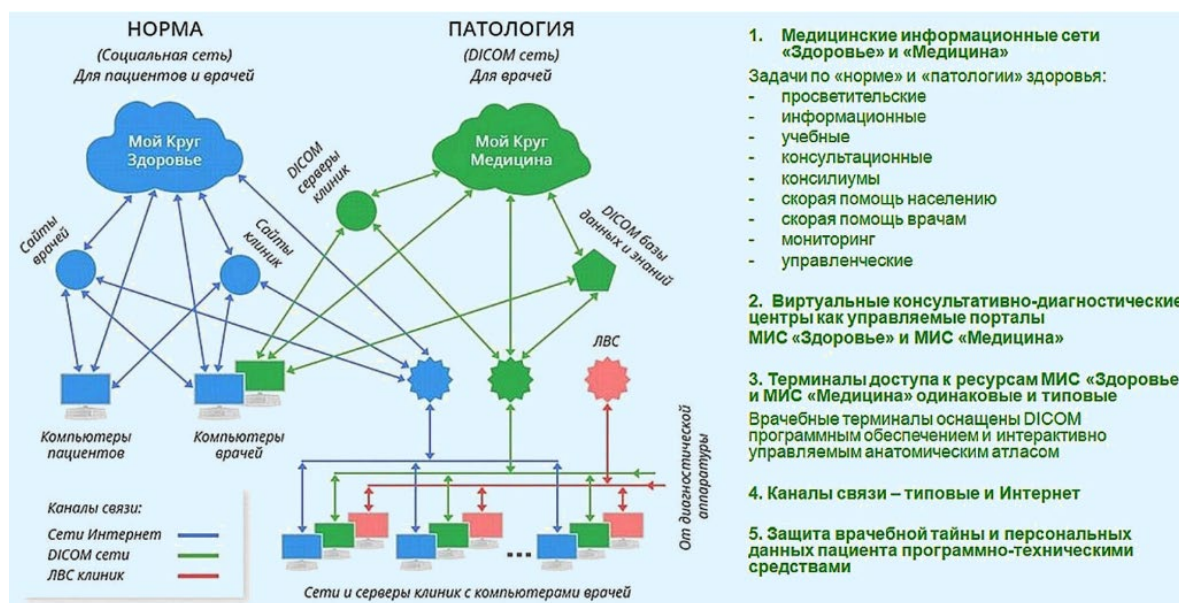 НОРМА
(Социальная сеть)
Для пациентов и врачей
ПАТОЛОГИЯ
(DICOM сеть)
Для врачей
Мой Круг
Здоровье
Мой Круг
Медицина
DICOM
серверы
клиник
Сайты
врачей
Сайты
клиник
DICOM базы
данных и знаний
ЛВС
Компьютеры
пациентов
Компьютеры
врачей
От диагностической
аппаратуры
Каналы связи:
Сети Интернет
DICOM сети
ЛВС клиник
...
Сети и серверы клиник с компьютерами врачей
1. Медицинские информационные сети
«Здоровье» и «Медицина»
Задачи по «норме» и «патологии» здоровья:
- просветительские
- информационные
- учебные
- консультационные
- консилиумы
- скорая помощь населению
- скорая помощь врачам
- мониторинг
- управленческие
2. Виртуальные консультативно-диагностические
центры как управляемые порталы
МИС «Здоровье» и МИС «Медицина»
3. Терминалы доступа к ресурсам МИС «Здоровье
и МИС «Медицина» одинаковые и типовые
Врачебные терминалы оснащены DICOM
программным обеспечением и интерактивно
управляемым анатомическим атласом
4. Каналы связи – типовые и Интернет
5. Защита врачебной тайны и персональных
данных пациента программно-техническими
средствами